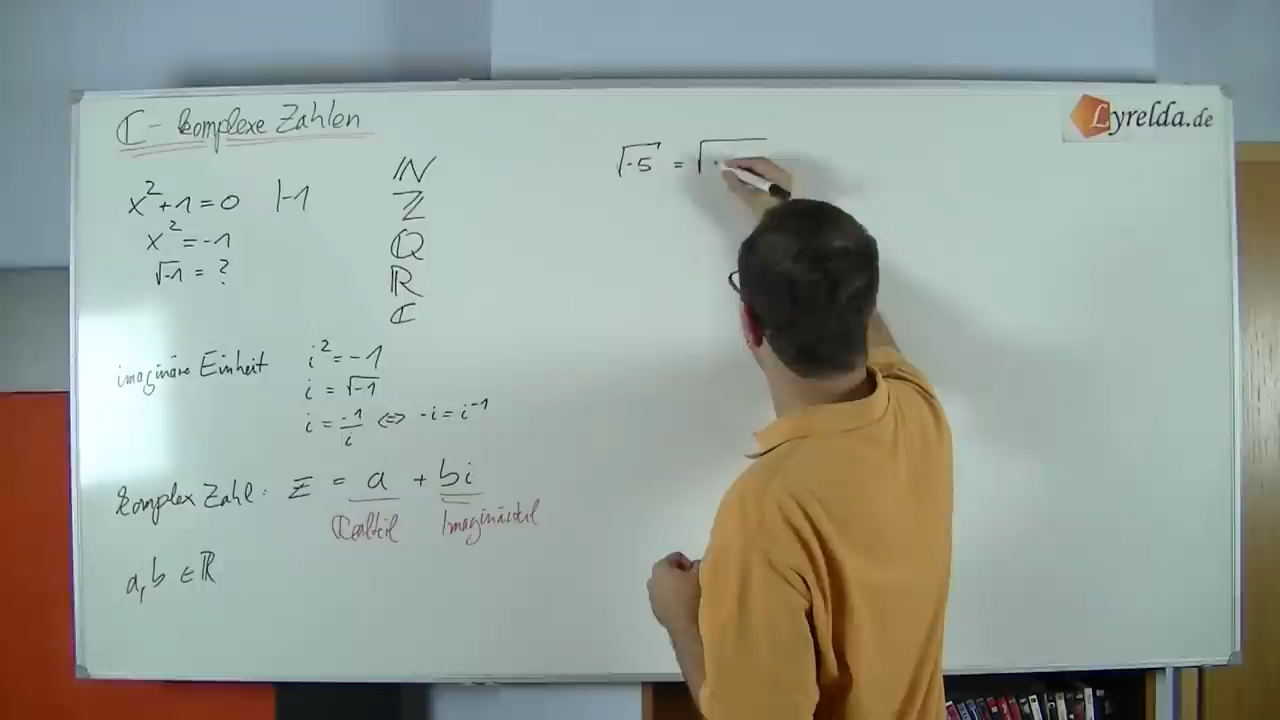 ℂ - komplexe Zahlen
x² + 1 = 0 |-1
x² = -1
√-1 = ?
ℕ
ℤ
ℚ
ℝ
ℂ
imaginäre Einheit i² = -1
i = √-1
i = -1/i ⇔ -i = i⁻¹
komplex Zahl: z = a + bi
Realteil Imaginärteil
a, b ∈ ℝ
√-5 = √-
Lyrelda.de